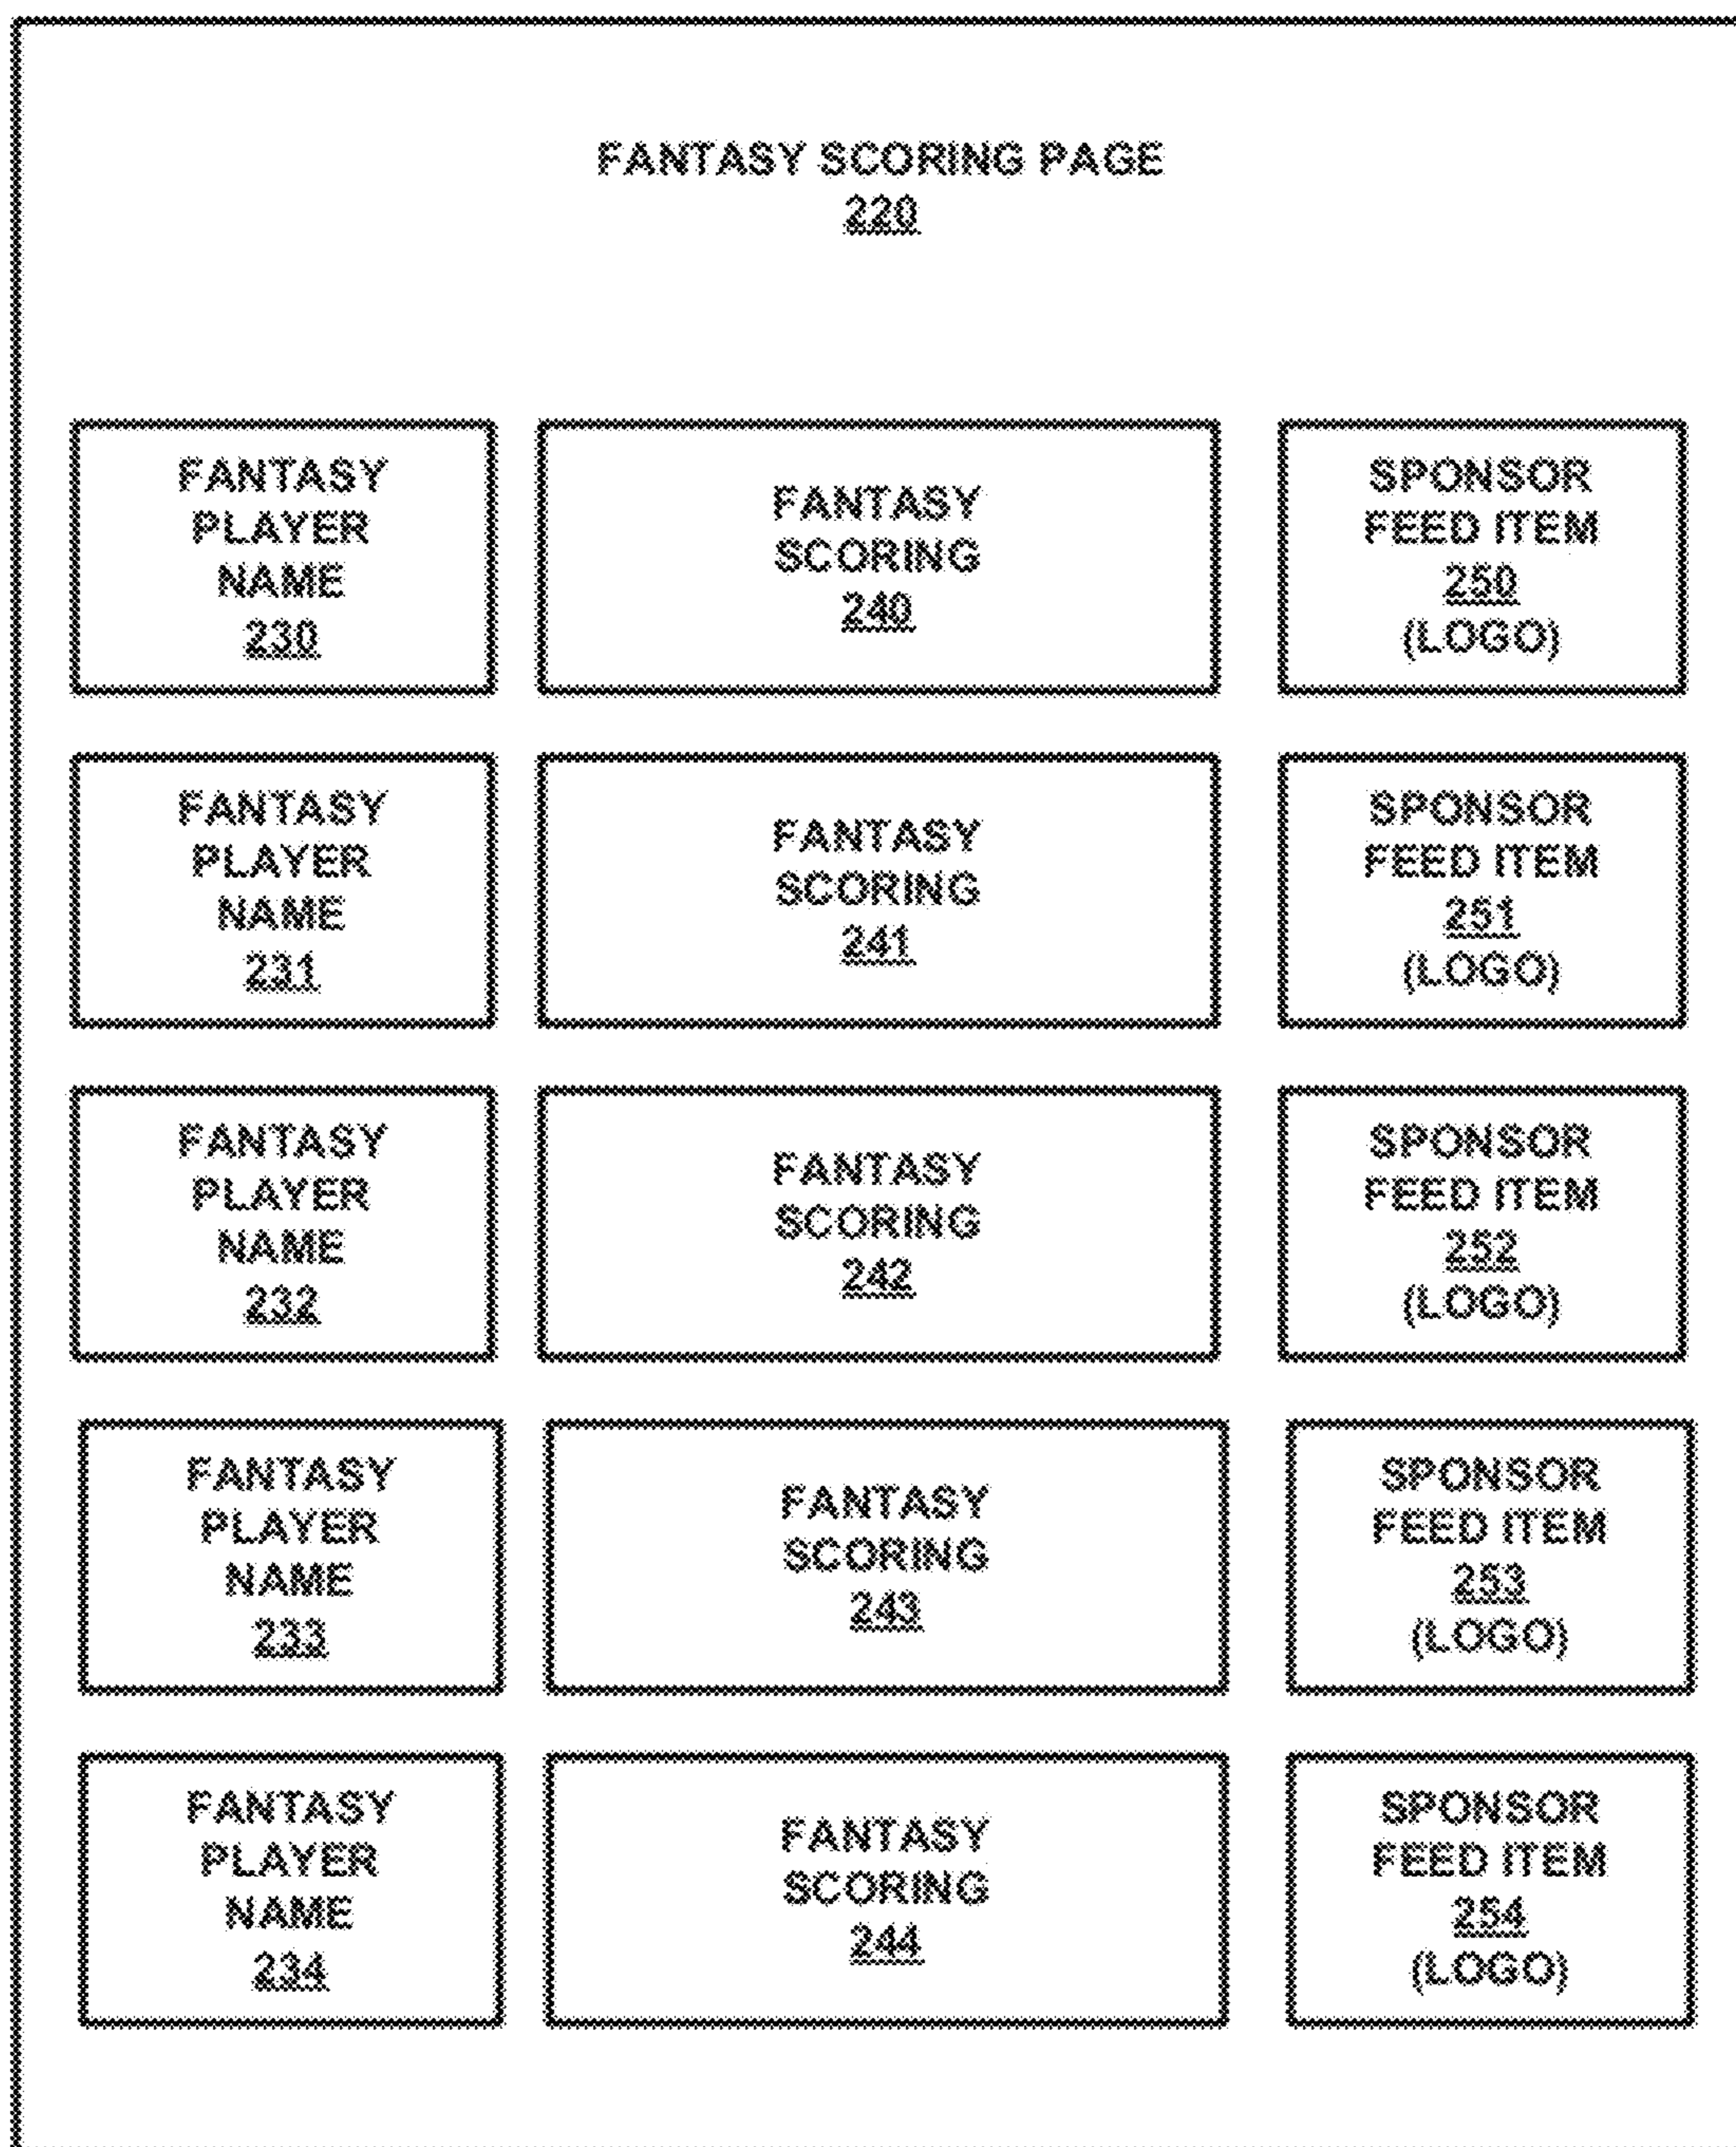 FANTASY SCORING PAGE
220
FANTASY
PLAYER
NAME
230
FANTASY
SCORING
240
SPONSOR
FEED ITEM
250
(LOGO)
FANTASY
PLAYER
NAME
231
FANTASY
SCORING
241
SPONSOR
FEED ITEM
251
(LOGO)
FANTASY
PLAYER
NAME
232
FANTASY
SCORING
242
SPONSOR
FEED ITEM
252
(LOGO)
FANTASY
PLAYER
NAME
233
FANTASY
SCORING
243
SPONSOR
FEED ITEM
253
(LOGO)
FANTASY
PLAYER
NAME
234
FANTASY
SCORING
244
SPONSOR
FEED ITEM
254
(LOGO)